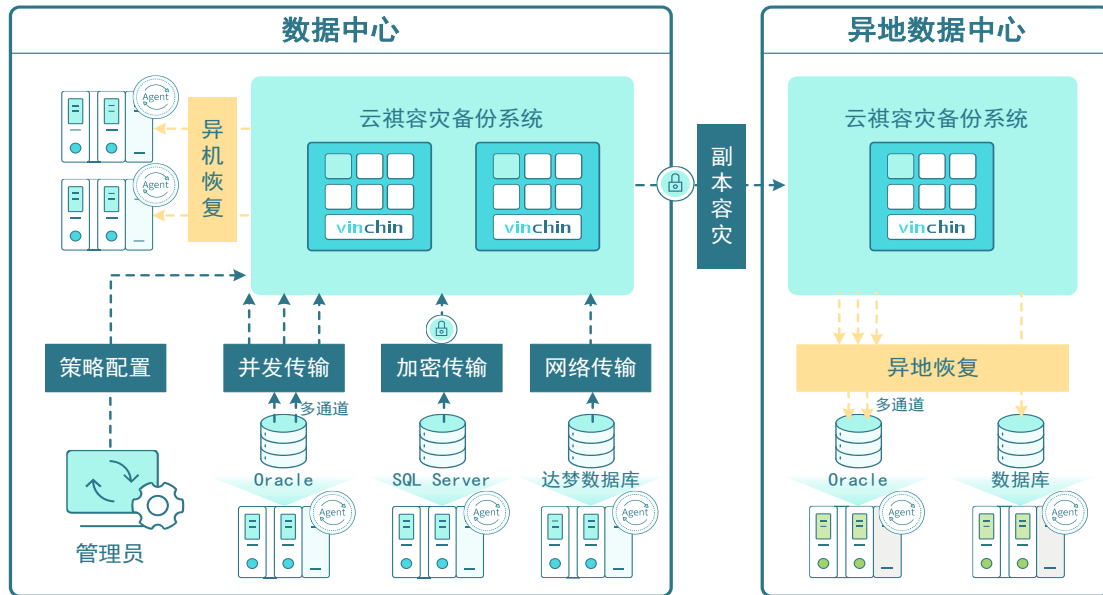 数据中心
异地数据中心
Agent
Agent
异机恢复
云祺容灾备份系统
vinchin
vinchin
副本容灾
云祺容灾备份系统
vinchin
策略配置
并发传输
加密传输
网络传输
异地恢复
多通道
多通道
Oracle
SQL Server
达梦数据库
Oracle
数据库
Agent
Agent
Agent
Agent
Agent
管理员